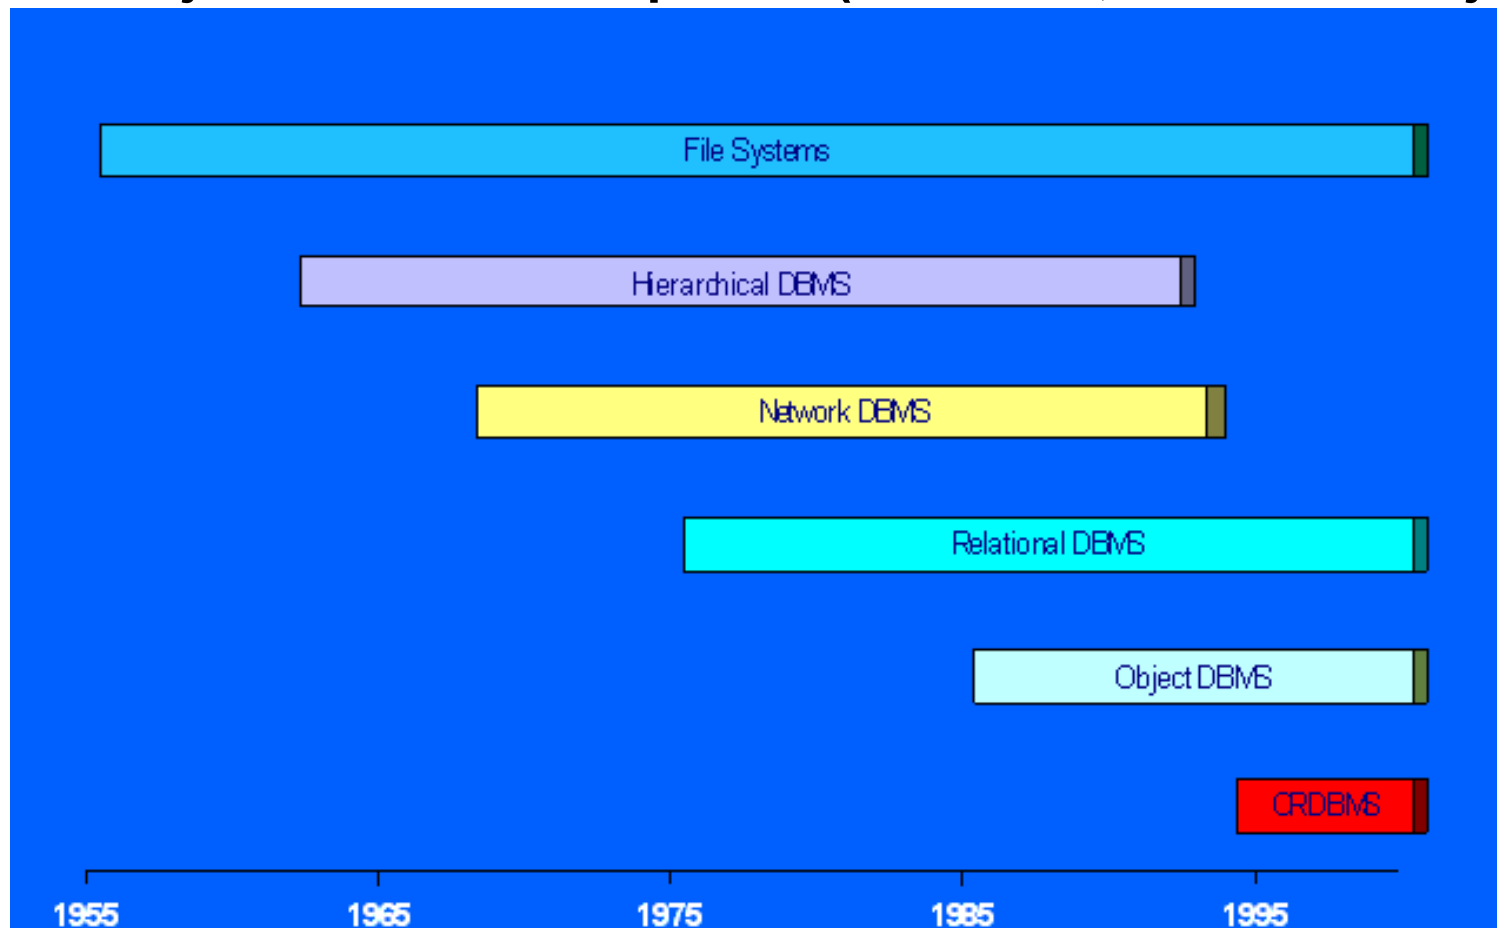 File Systems
Hierarchical DBMS
Network DBMS
Relational DBMS
Object DBMS
CRDBMS
1955 1965 1975 1985 1995